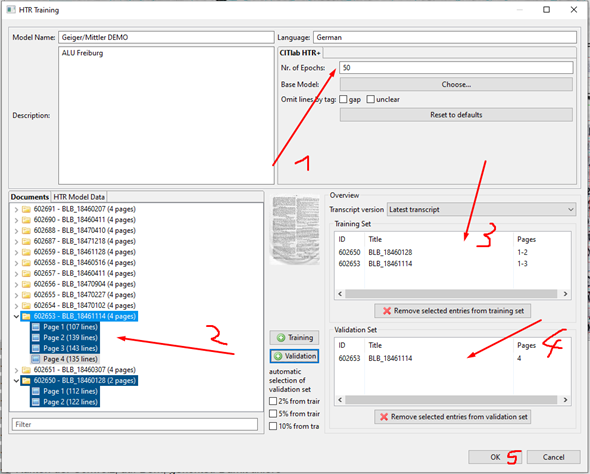 HTR Training
Model Name: Geiger/Mittler DEMO
Language: German
ALU Freiburg
Description:
CITlab HTR+
Nr. of Epochs: 50
Base Model: Choose...
Omit lines by tag: gap unclear
Reset to defaults
1
Documents HTR Model Data
602691 - BLB_18460207 (4 pages)
602690 - BLB_18460411 (4 pages)
602688 - BLB_18470410 (4 pages)
602687 - BLB_18471218 (4 pages)
602659 - BLB_18461128 (4 pages)
602658 - BLB_18460516 (4 pages)
602657 - BLB_18460411 (4 pages)
602656 - BLB_18470904 (4 pages)
602655 - BLB_18470227 (4 pages)
602654 - BLB_18470102 (4 pages)
602653 - BLB_18461114 (4 pages)
Page 1 (107 lines)
Page 2 (139 lines)
Page 3 (143 lines)
Page 4 (135 lines)
602651 - BLB_18460307 (4 pages)
602650 - BLB_18460128 (2 pages)
Page 1 (112 lines)
Page 2 (122 lines)
Filter
2
Training
Validation
automatic
selection of
validation set
2% from trair
5% from trair
10% from tra
Overview
Transcript version Latest transcript
Training Set
3
ID Title Pages
602650 BLB_18460128 1-2
602653 BLB_18461114 1-3
Remove selected entries from training set
Validation Set
4
ID Title Pages
602653 BLB_18461114 4
Remove selected entries from validation set
OK 5 Cancel